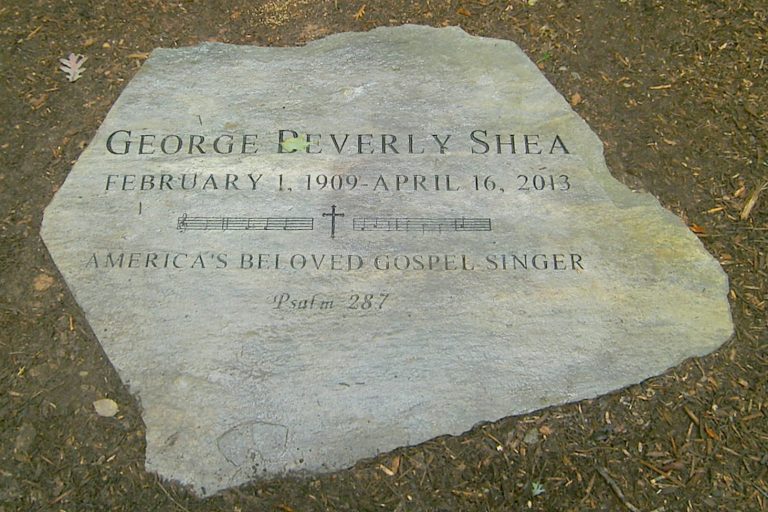 GEORGE BEVERLY SHEA
FEBRUARY 1, 1909-APRIL 16, 2013
AMERICA'S BELOVED GOSPEL SINGER
Psalm 28:7